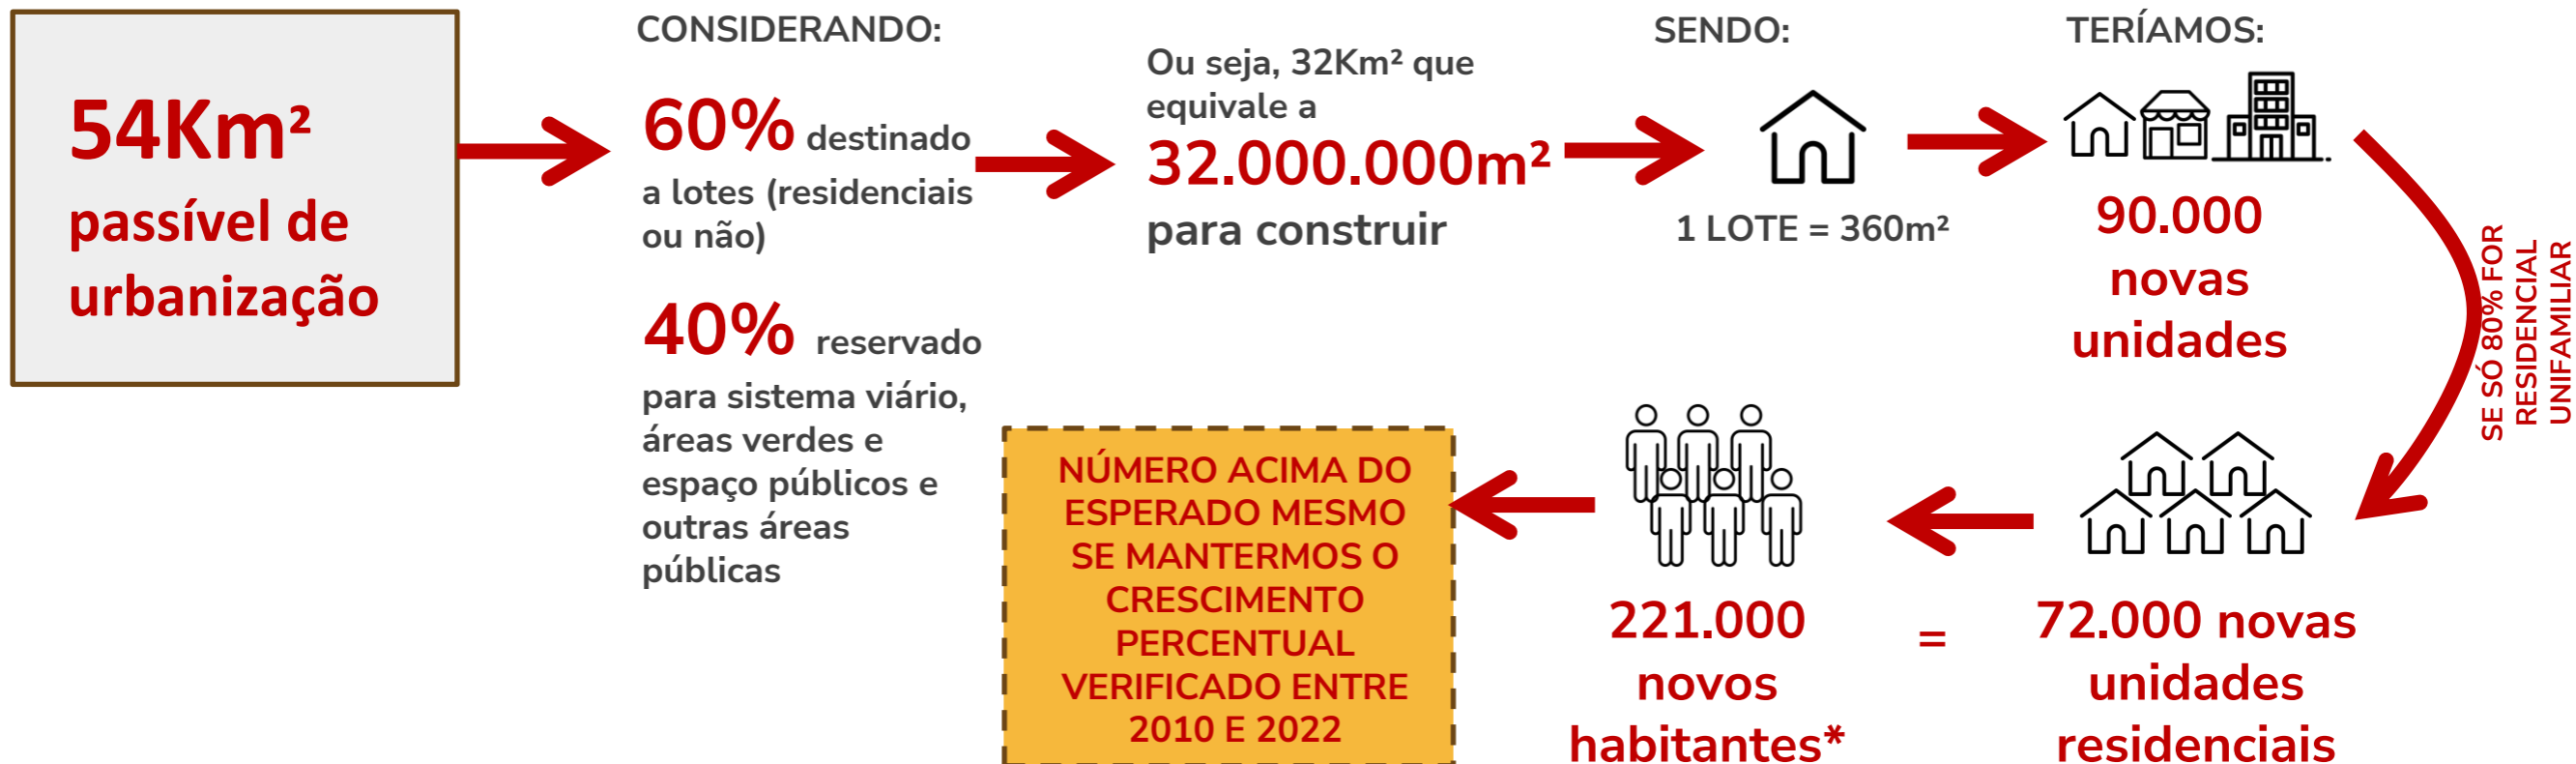 54Km²
passível de
urbanização
CONSIDERANDO:
60% destinado
a lotes (residenciais
ou não)
40% reservado
para sistema viário,
áreas verdes e
espaço públicos e
outras áreas
públicas
Ou seja, 32Km² que
equivale a
32.000.000m²
para construir
SENDO:
1 LOTE = 360m²
TERÍAMOS:
90.000
novas
unidades
SE SÓ 80% FOR
RESIDENCIAL
UNIFAMILIAR
72.000 novas
unidades
residenciais
=
221.000
novos
habitantes*
NÚMERO ACIMA DO
ESPERADO MESMO
SE MANTERMOS O
CRESCIMENTO
PERCENTUAL
VERIFICADO ENTRE
2010 E 2022